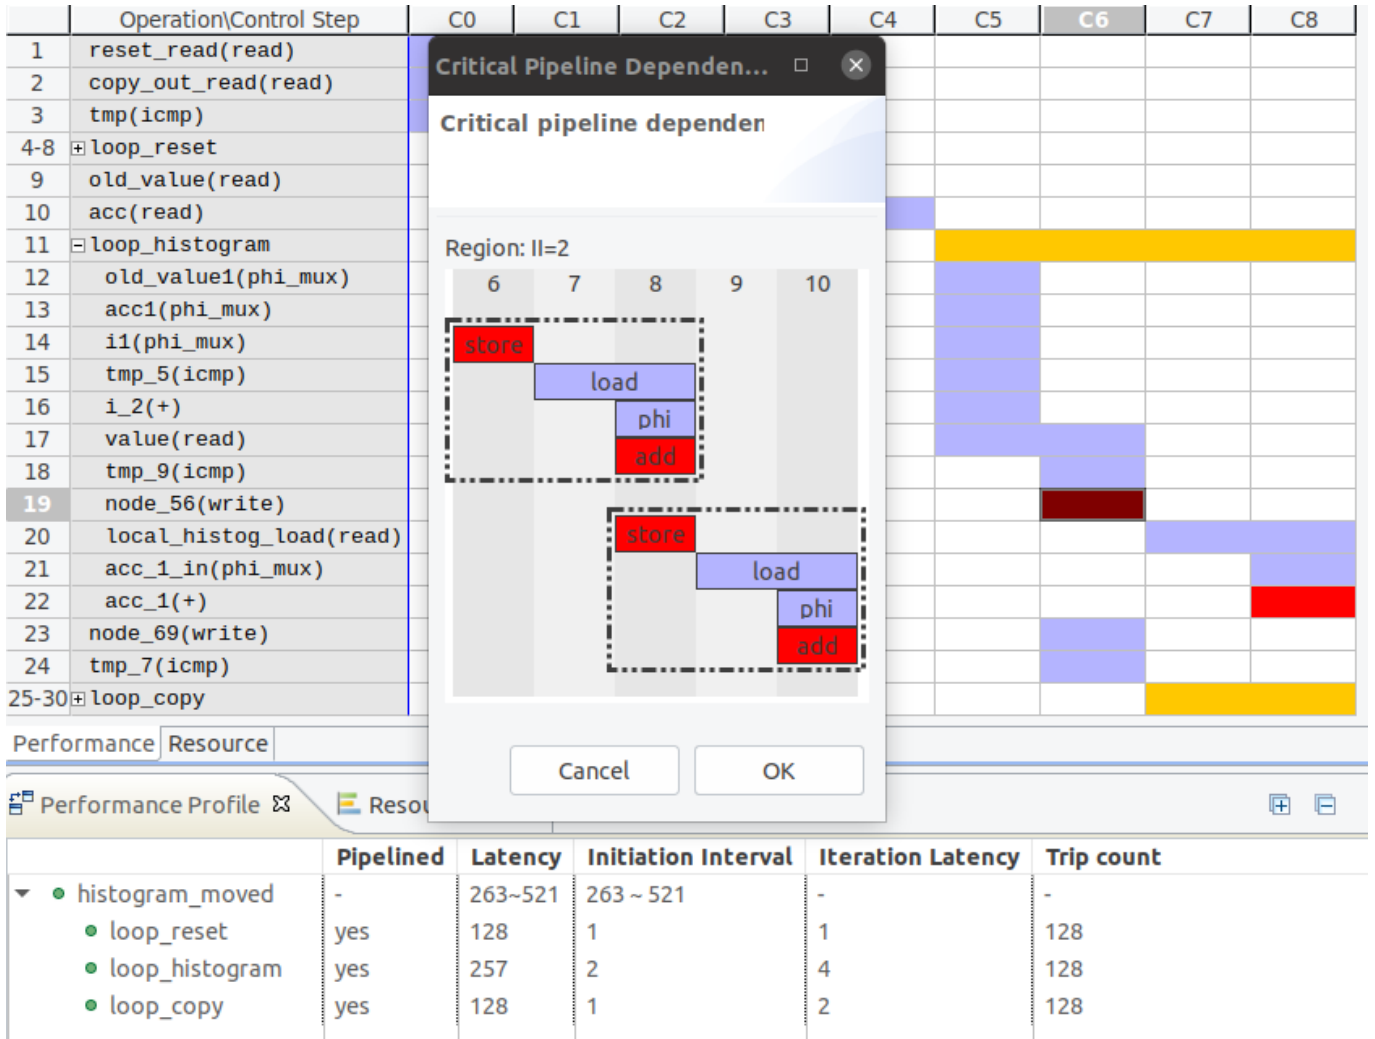 Operation\Control Step C0 C1 C2 C3 C4 C5 C6 C7 C8
1 reset_read(read)
2 copy_out_read(read)
3 tmp(icmp)
4-8 loop_reset
9 old_value(read)
10 acc(read)
11 loop_histogram
12 old_value1(phi_mux)
13 acc1(phi_mux)
14 i1(phi_mux)
15 tmp_5(icmp)
16 i_2(+)
17 value(read)
18 tmp_9(icmp)
19 node_56(write)
20 local_histog_load(read)
21 acc_1_in(phi_mux)
22 acc_1(+)
23 node_69(write)
24 tmp_7(icmp)
25-30 loop_copy
Critical Pipeline Dependen...
Critical pipeline dependen
Region: II=2
6 7 8 9 10
store
load
phi
add
store
load
phi
add
Cancel OK
Performance Resource
Performance Profile Resou
Pipelined Latency Initiation Interval Iteration Latency Trip count
histogram_moved - 263~521 263 ~ 521 - -
loop_reset yes 128 1 1 128
loop_histogram yes 257 2 4 128
loop_copy yes 128 1 2 128